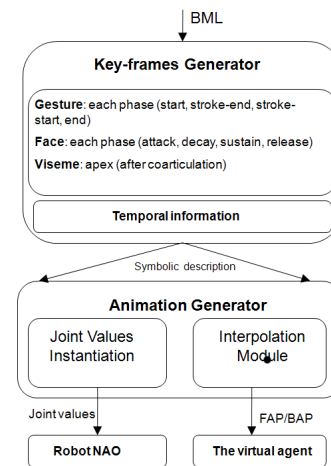 BML
Key-frames Generator
Gesture: each phase (start, stroke-end, stroke-
start, end)
Face: each phase (attack, decay, sustain, release)
Viseme: apex (after coarticulation)
Temporal information
Symbolic description
Animation Generator
Joint Values
Instantiation
Interpolation
Module
Joint values
FAP/BAP
Robot NAO
The virtual agent